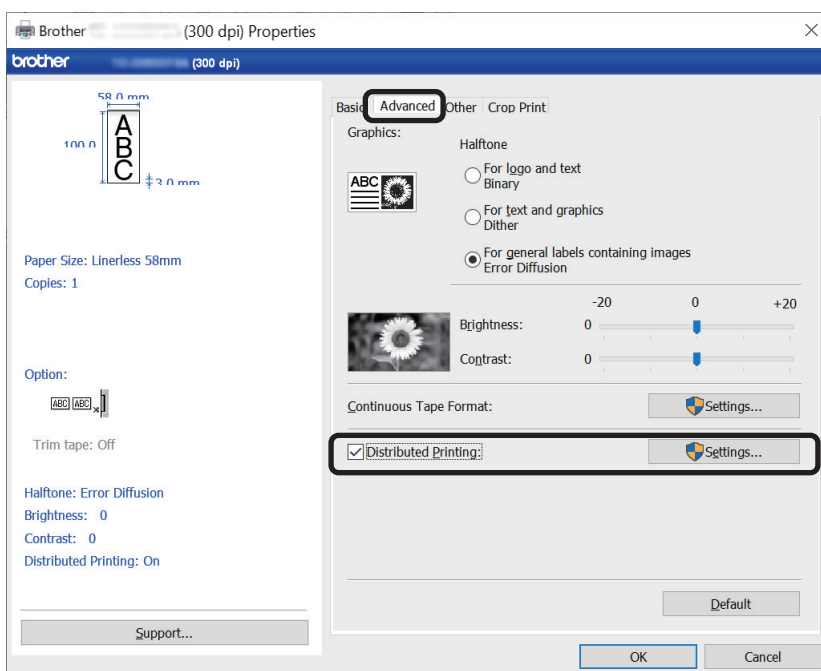 Brother (300 dpi) Properties
brother (300 dpi)
58.0 mm
ABC
100.0
3.0 mm
Paper Size: Linerless 58mm
Copies: 1
Option:
ABC ABC
Trim tape: Off
Halftone: Error Diffusion
Brightness: 0
Contrast: 0
Distributed Printing: On
Support...
Basic Advanced Other Crop Print
Graphics:
Halftone
ABC
For logo and text
Binary
For text and graphics
Dither
For general labels containing images
Error Diffusion
-20 0 +20
Brightness: 0
Contrast: 0
Continuous Tape Format: Settings...
Distributed Printing: Settings...
Default
OK Cancel